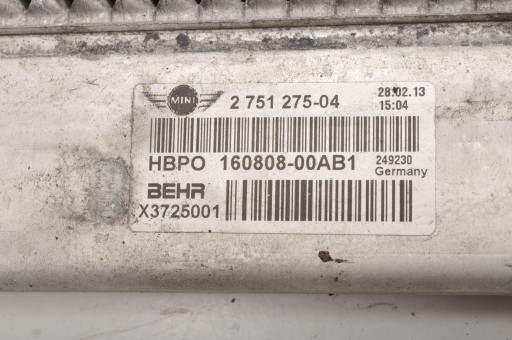 MINI 2 751 275-04 28.02.13
15:04
HBPO 160808-00AB1 249230
Germany
BEHR
X3725001